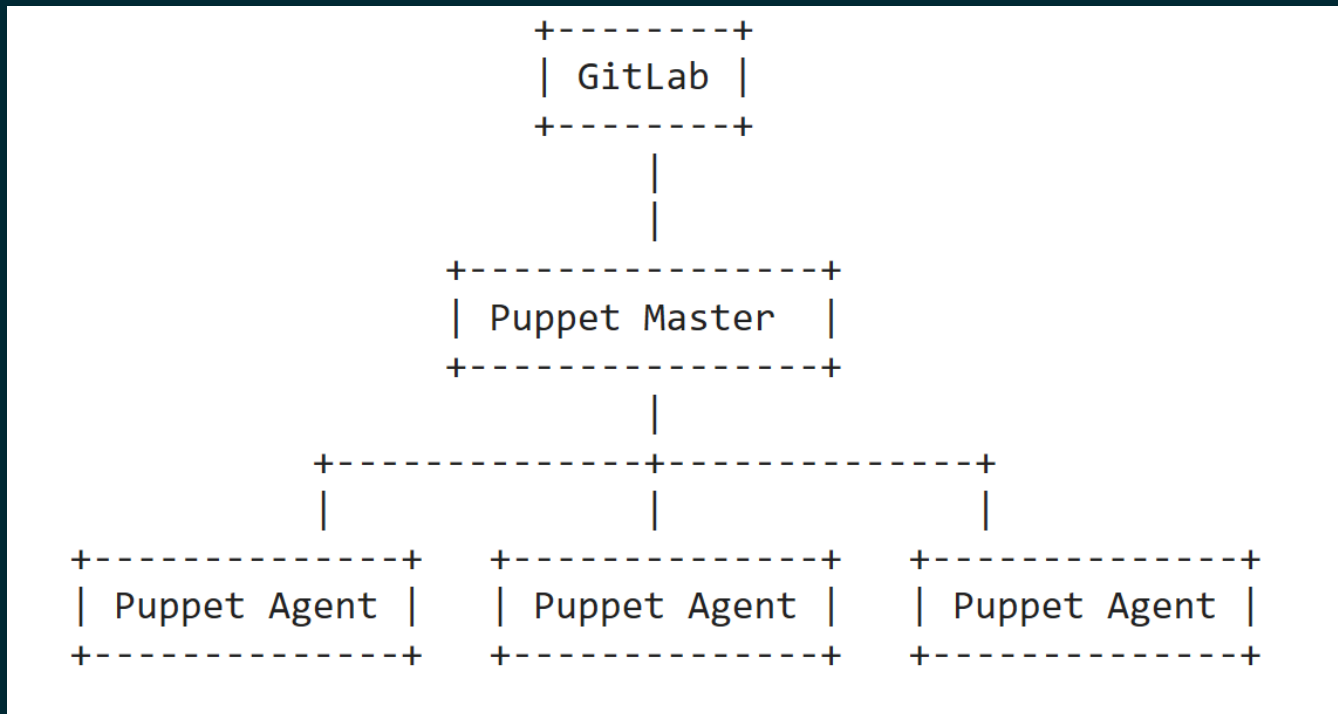 +--------+
| GitLab |
+--------+
|
|
+----------------+
| Puppet Master  |
+----------------+
|
+--------------+--------------+
|              |              |
+--------------+   +--------------+   +--------------+
| Puppet Agent |   | Puppet Agent |   | Puppet Agent |
+--------------+   +--------------+   +--------------+